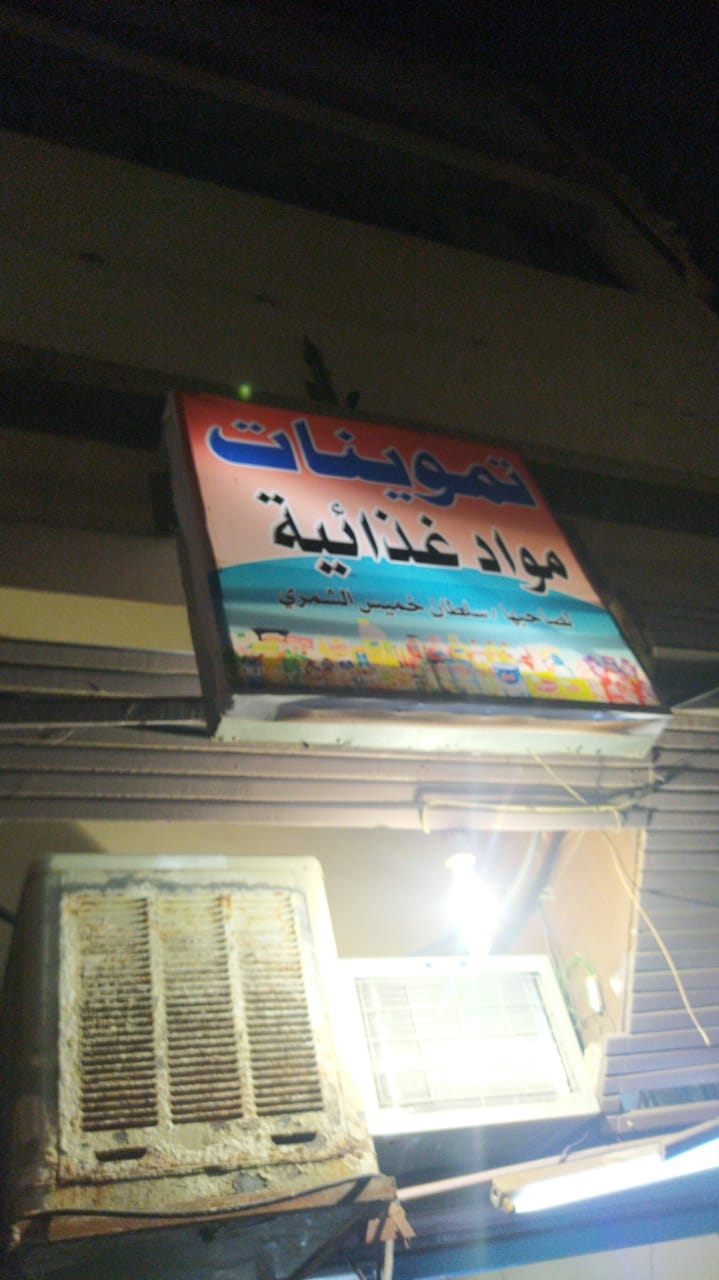 تموينات
مواد غذائية
لصاحبها / سلطان خميس الشمري